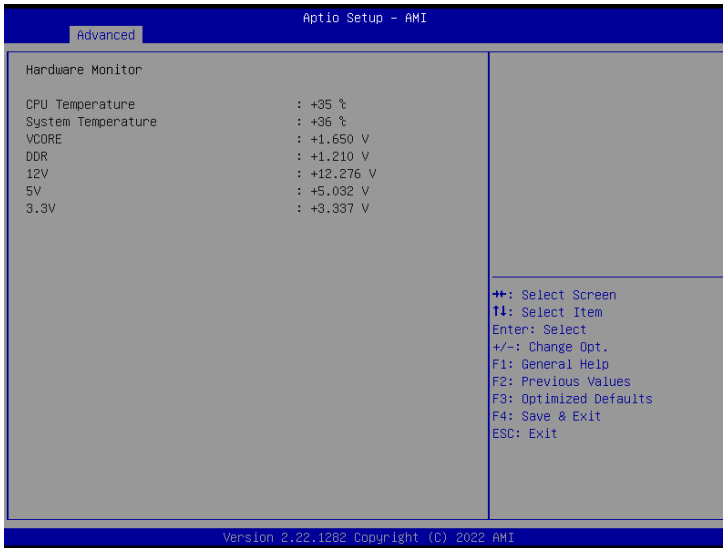 Aptio Setup – AMI
Advanced
Hardware Monitor
CPU Temperature : +35 ℃
System Temperature : +36 ℃
VCORE : +1.650 V
DDR : +1.210 V
12V : +12.276 V
5V : +5.032 V
3.3V : +3.337 V
→←: Select Screen
↑↓: Select Item
Enter: Select
+/-: Change Opt.
F1: General Help
F2: Previous Values
F3: Optimized Defaults
F4: Save & Exit
ESC: Exit
Version 2.22.1282 Copyright (C) 2022 AMI